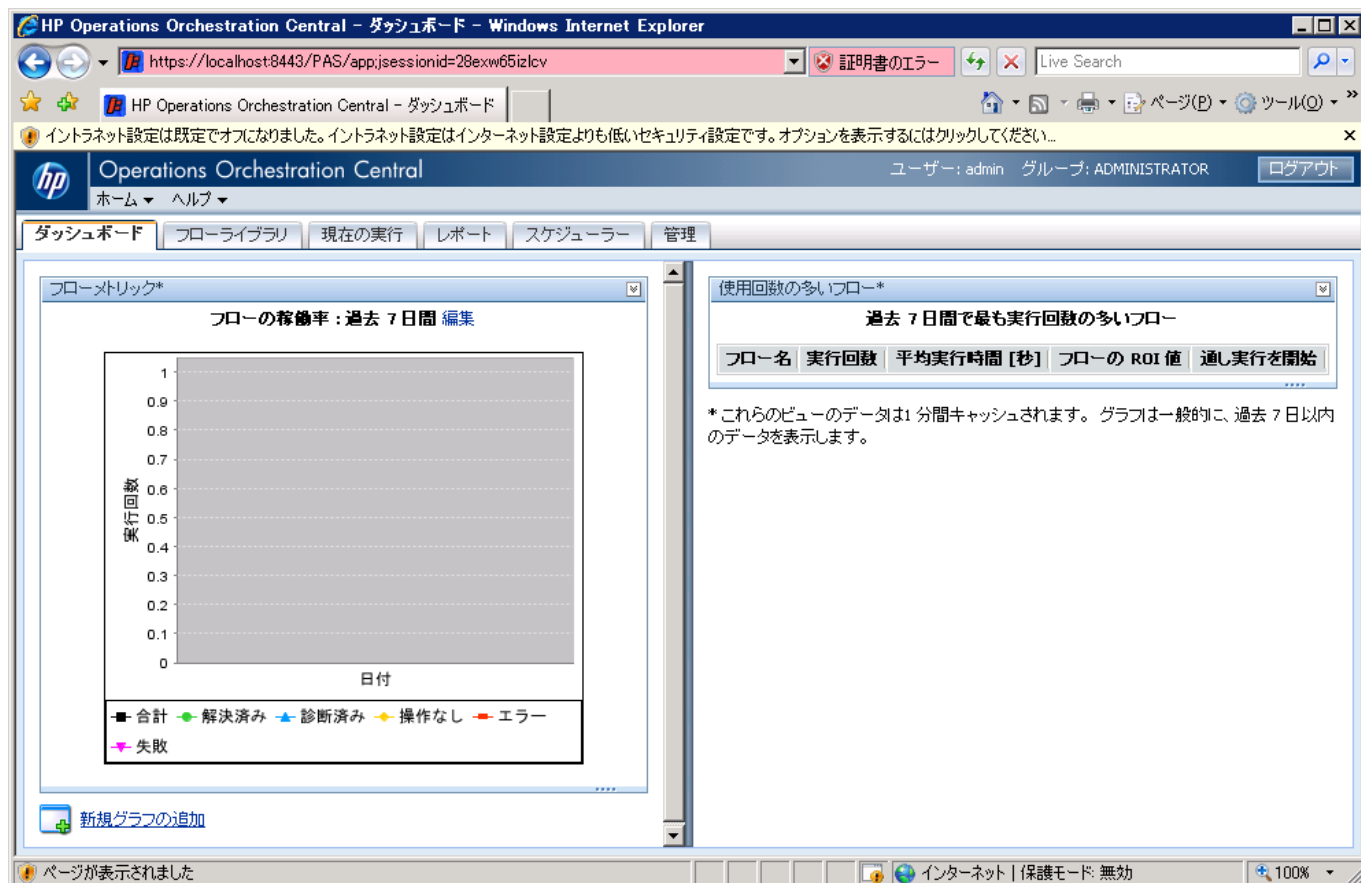 HP Operations Orchestration Central - ダッシュボード - Windows Internet Explorer
https://localhost:8443/PAS/app;jsessionid=28exw65izlcv
証明書のエラー
Live Search
HP Operations Orchestration Central - ダッシュボード
ページ(P)
ツール(O)
イントラネット設定は既定でオフになりました。イントラネット設定はインターネット設定よりも低いセキュリティ設定です。オプションを表示するにはクリックしてください...
hp
Operations Orchestration Central
ユーザー: admin グループ: ADMINISTRATOR
ログアウト
ホーム ヘルプ
ダッシュボード フローライブラリ 現在の実行 レポート スケジューラー 管理
フローメトリック*
フローの稼働率 : 過去 7 日間 編集
1
0.9
0.8
0.7
0.6
0.5
0.4
0.3
0.2
0.1
0
実行回数
日付
合計 解決済み 診断済み 操作なし エラー
失敗
新規グラフの追加
使用回数の多いフロー*
過去 7 日間で最も実行回数の多いフロー
フロー名 実行回数 平均実行時間 [秒] フローの ROI 値 通し実行を開始
* これらのビューのデータは1 分間キャッシュされます。 グラフは一般的に、過去 7 日以内
のデータを表示します。
ページが表示されました
インターネット | 保護モード: 無効
100%